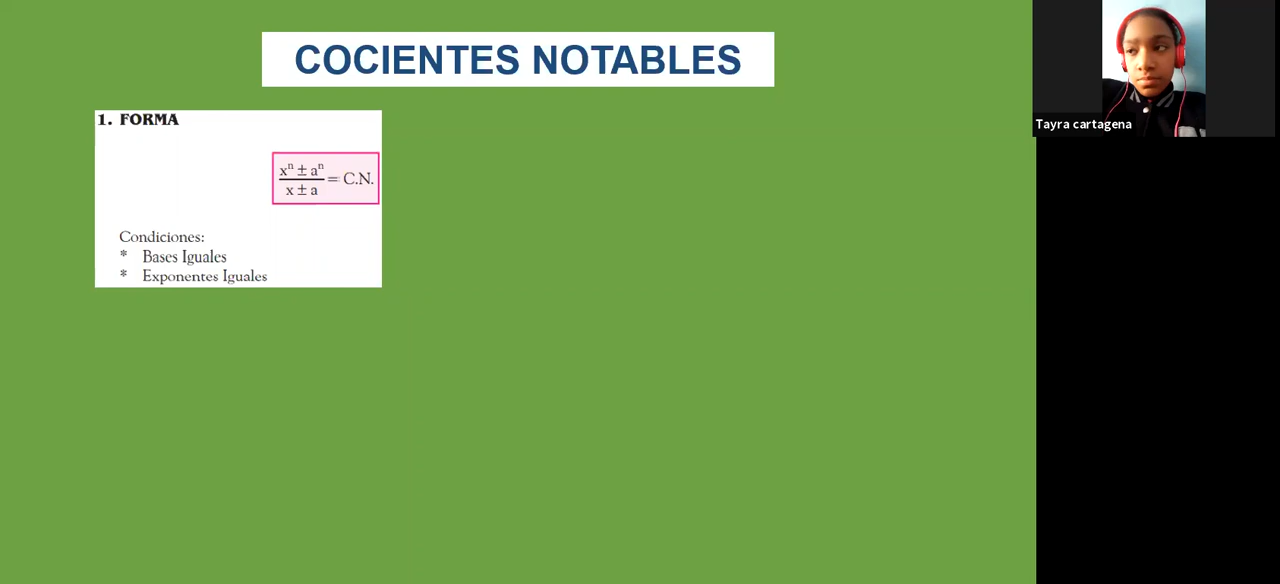 COCIENTES NOTABLES
1. FORMA
xⁿ ± aⁿ
x ± a
= C.N.
Condiciones:
* Bases Iguales
* Exponentes Iguales
Tayra cartagena